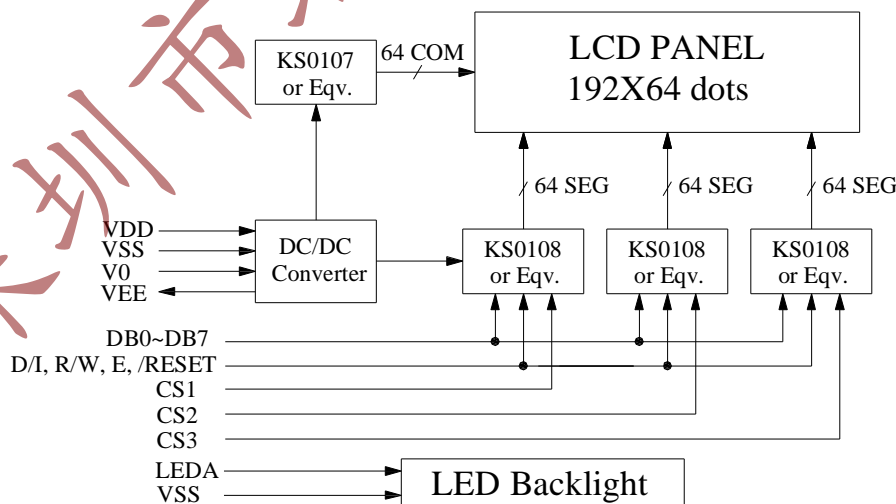 LCD PANEL
192X64 dots
KS0107
or Eqv.
64 COM
64 SEG
64 SEG
64 SEG
VDD
VSS
V0
VEE
DC/DC
Converter
KS0108
or Eqv.
KS0108
or Eqv.
KS0108
or Eqv.
DB0~DB7
D/I, R/W, E, /RESET
CS1
CS2
CS3
LEDA
VSS
LED Backlight
圳市